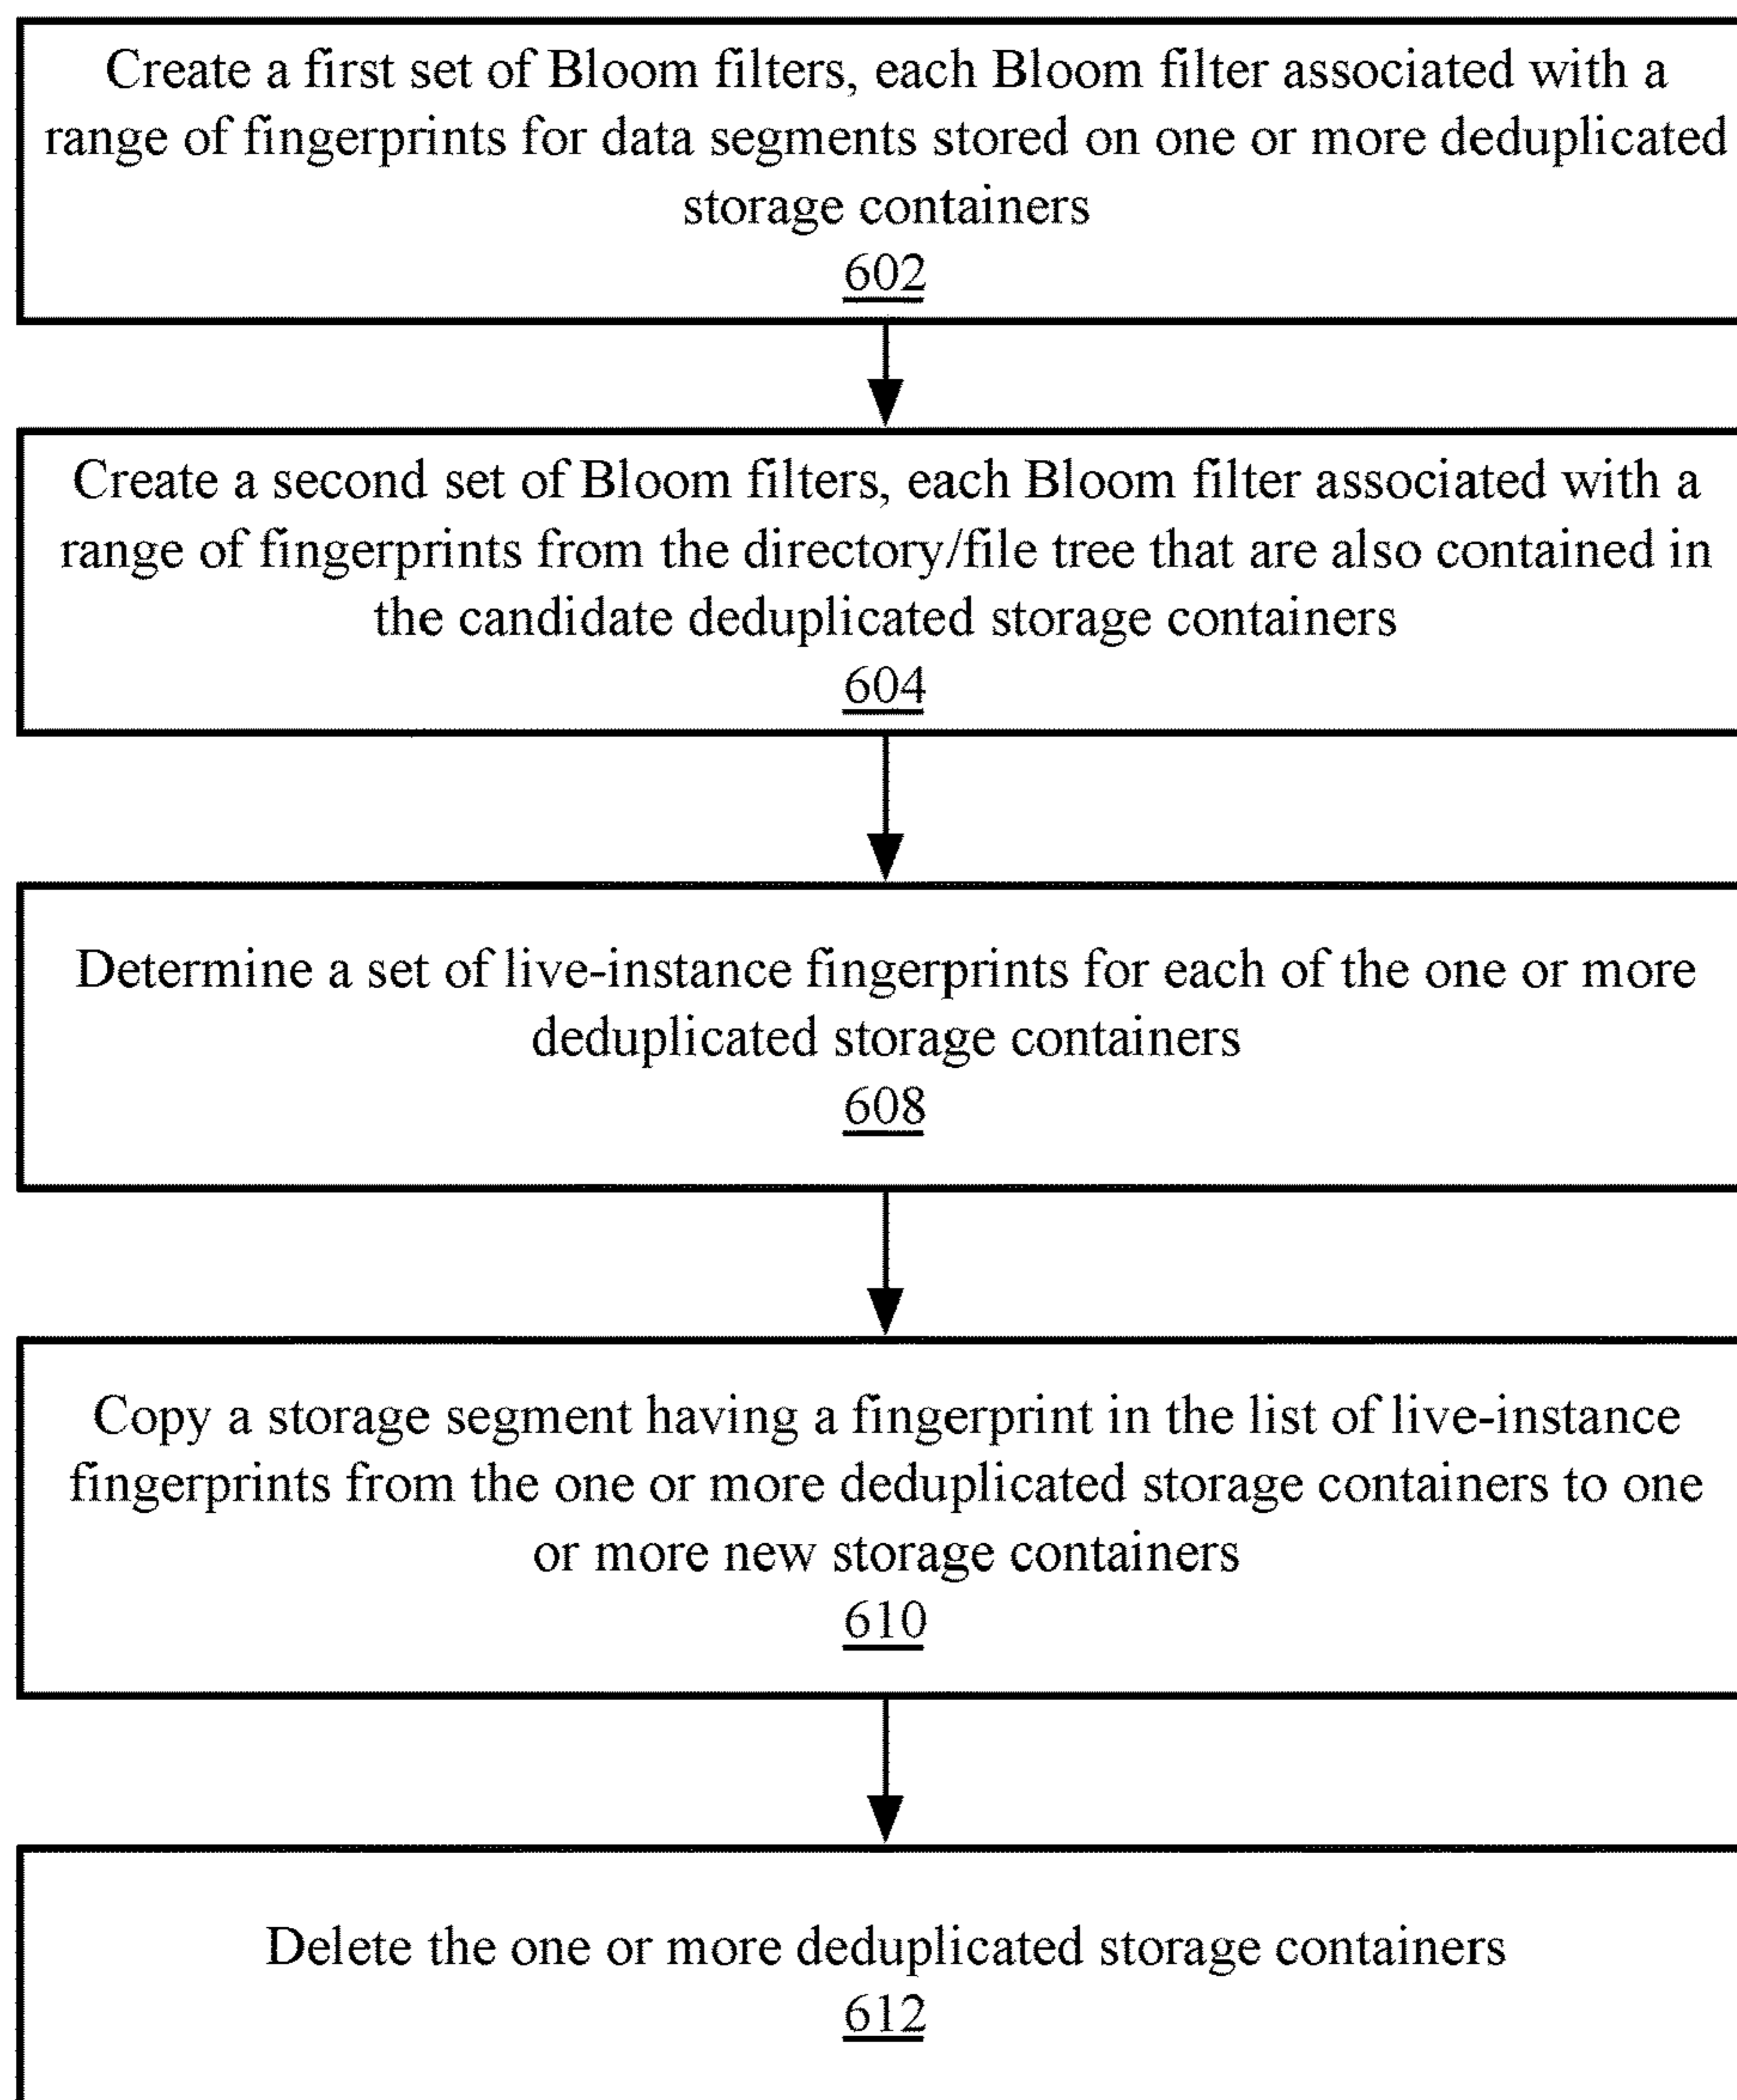 Create a first set of Bloom filters, each Bloom filter associated with a
range of fingerprints for data segments stored on one or more deduplicated
storage containers
602
Create a second set of Bloom filters, each Bloom filter associated with a
range of fingerprints from the directory/file tree that are also contained in
the candidate deduplicated storage containers
604
Determine a set of live-instance fingerprints for each of the one or more
deduplicated storage containers
608
Copy a storage segment having a fingerprint in the list of live-instance
fingerprints from the one or more deduplicated storage containers to one
or more new storage containers
610
Delete the one or more deduplicated storage containers
612